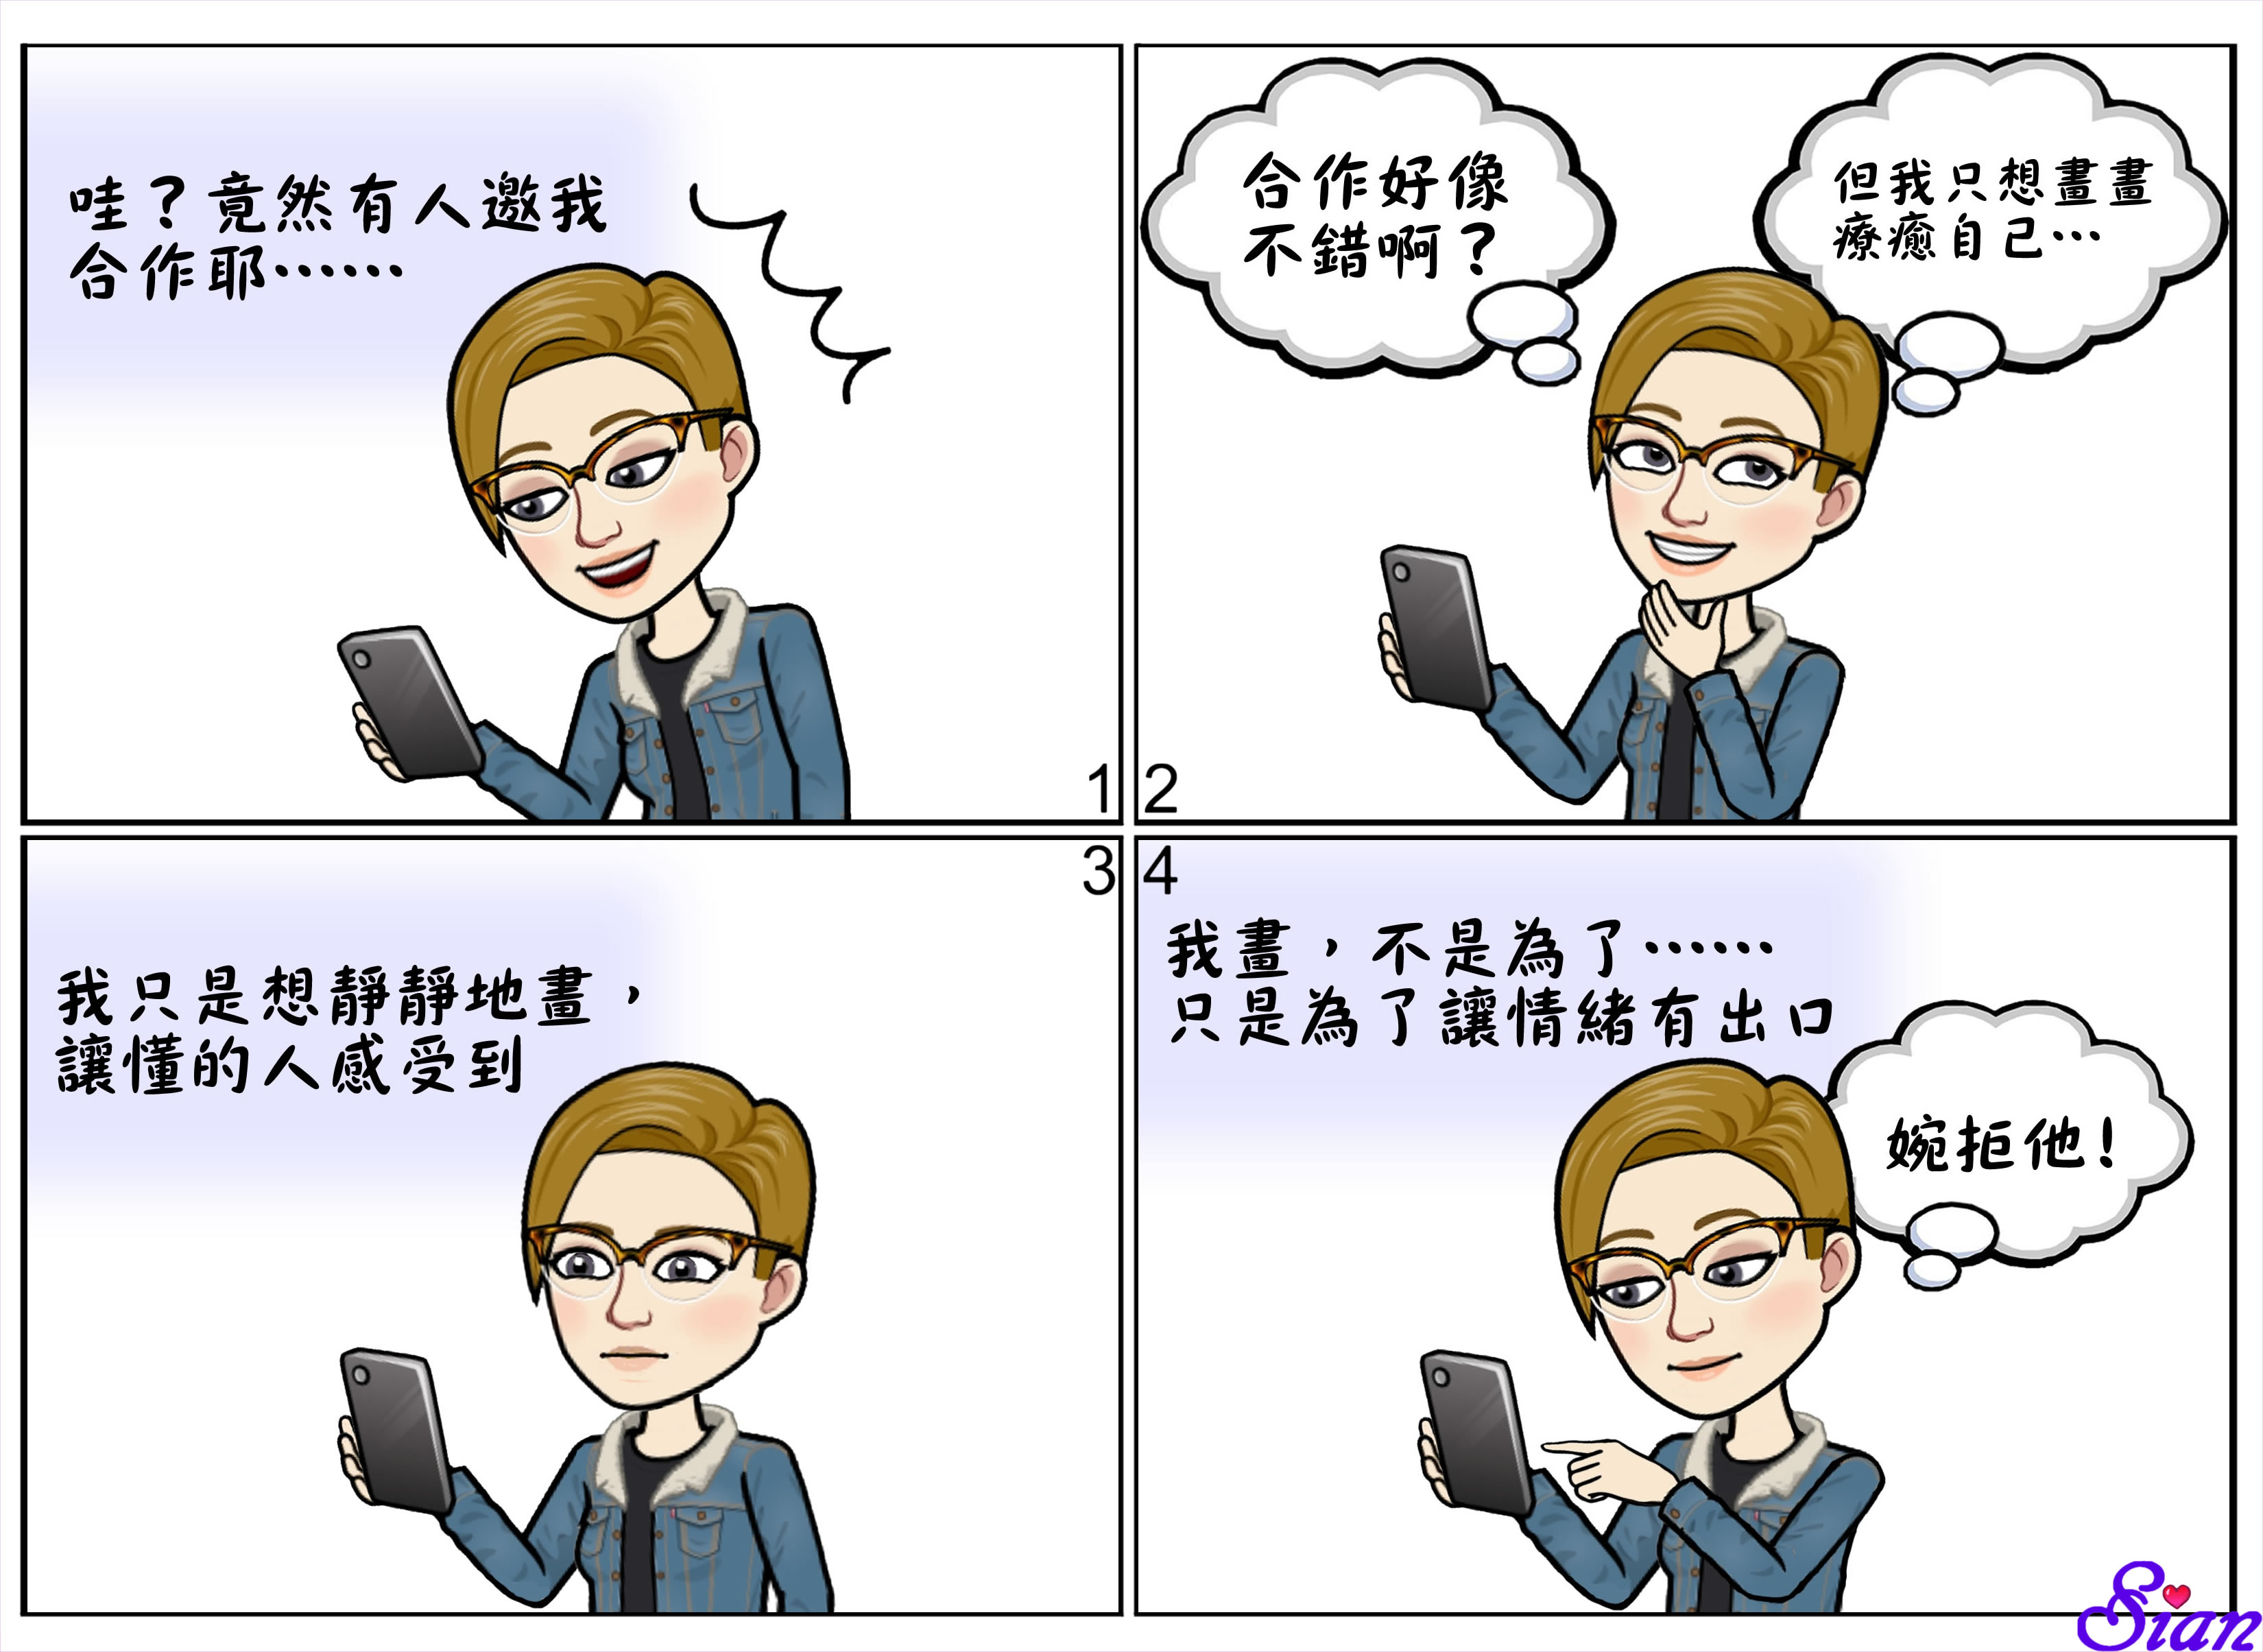 哇？竟然有人邀我
合作耶……
1
合作好像
不錯啊？
但我只想畫畫
療癒自己…
2
3
我只是想靜靜地畫，
讓懂的人感受到
4
我畫，不是為了……
只是為了讓情緒有出口
婉拒他！
Sian